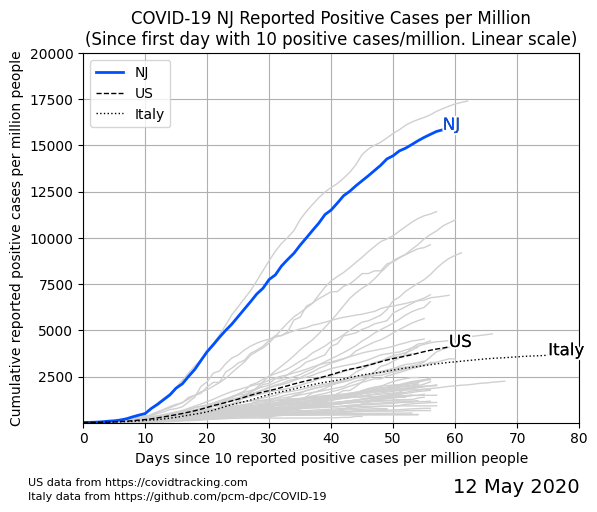 COVID-19 NJ Reported Positive Cases per Million
(Since first day with 10 positive cases/million. Linear scale)
Cumulative reported positive cases per million people
20000
17500
15000
12500
10000
7500
5000
2500
NJ
US
Italy
NJ
US
Italy
0 10 20 30 40 50 60 70 80
Days since 10 reported positive cases per million people
US data from https://covidtracking.com
Italy data from https://github.com/pcm-dpc/COVID-19
12 May 2020